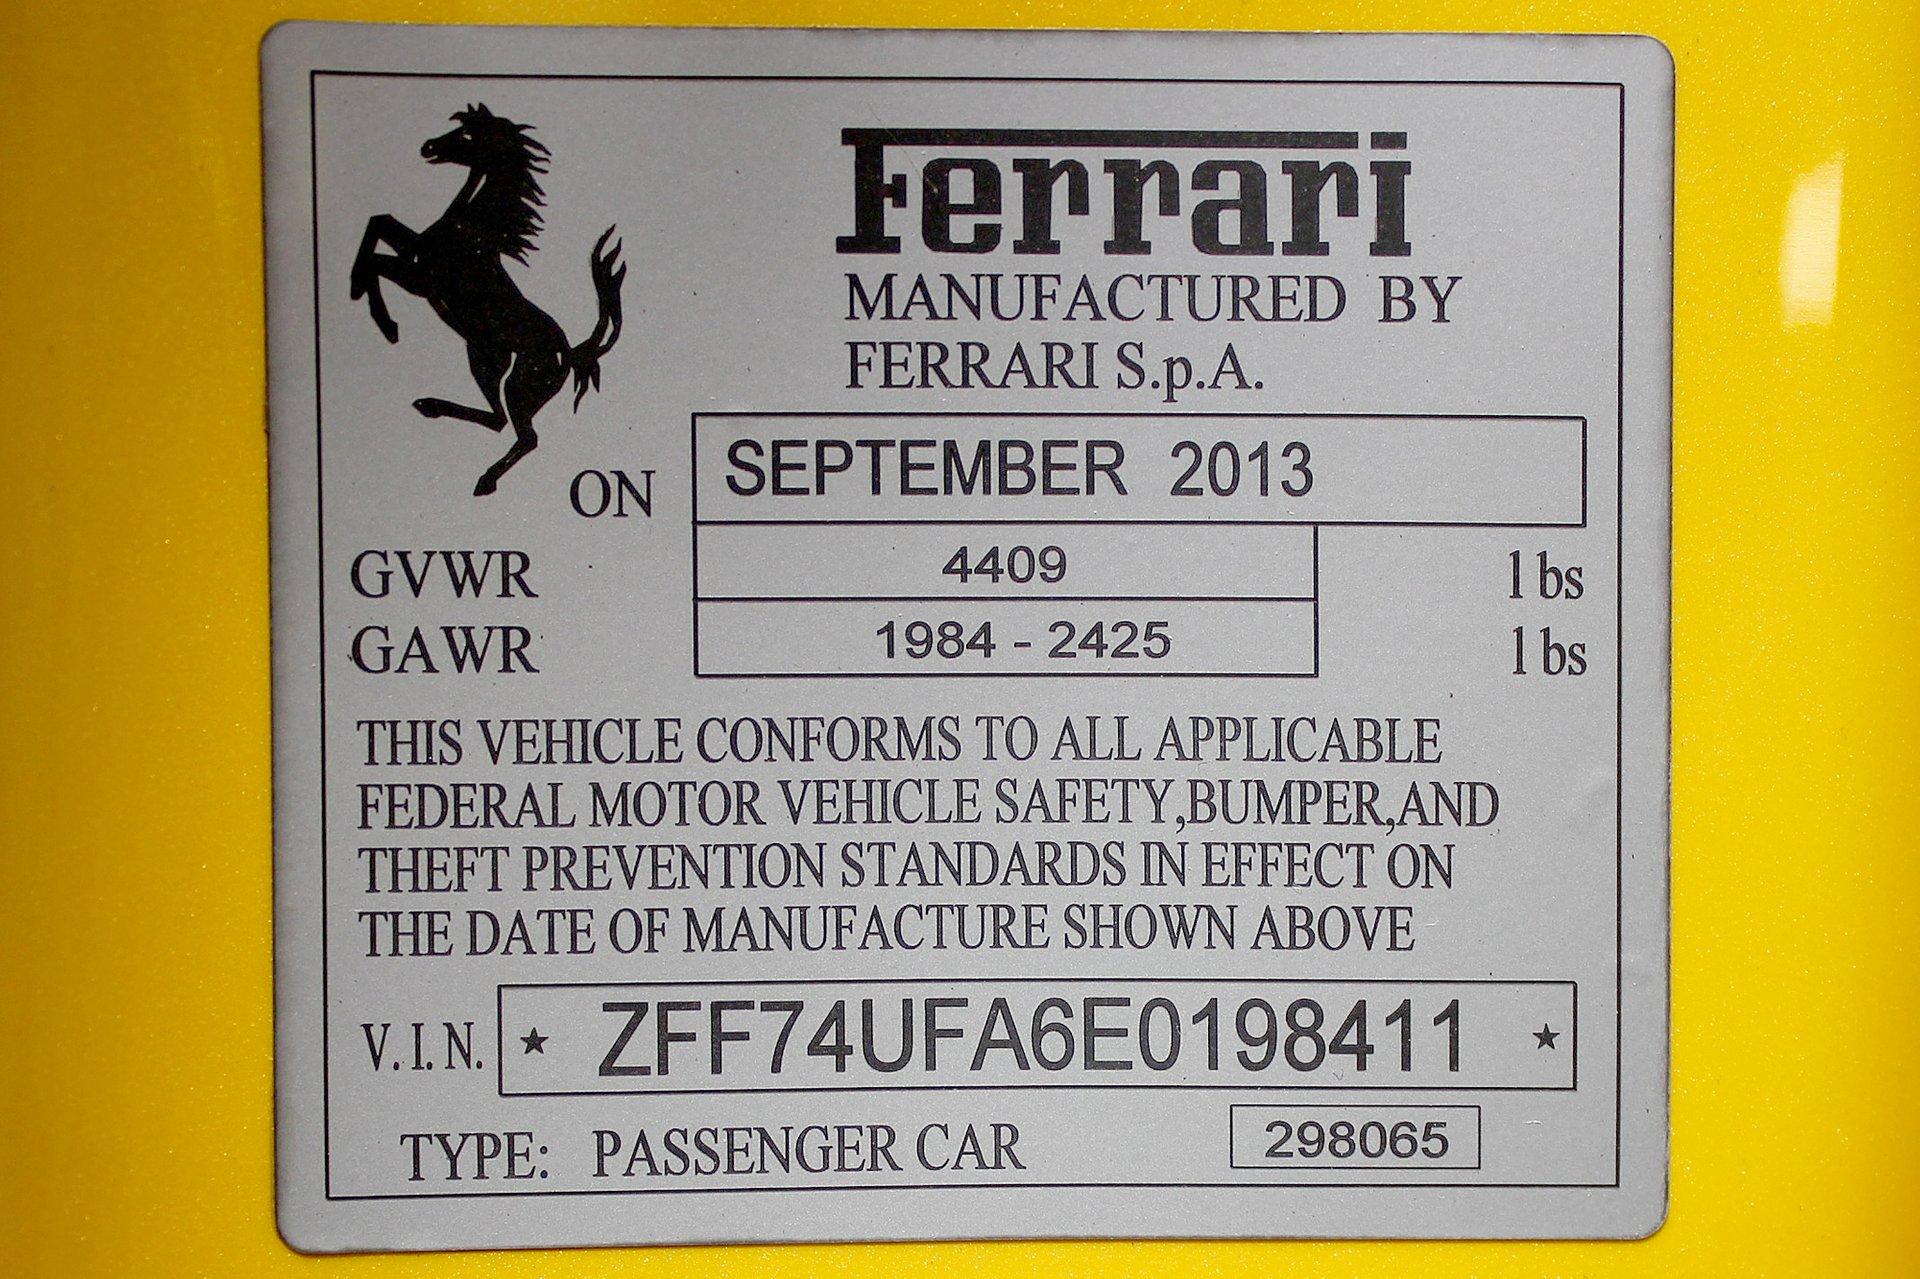 Ferrari
MANUFACTURED BY
FERRARI S.p.A.
ON SEPTEMBER 2013
GVWR 4409 lbs
GAWR 1984 - 2425 lbs
THIS VEHICLE CONFORMS TO ALL APPLICABLE
FEDERAL MOTOR VEHICLE SAFETY,BUMPER,AND
THEFT PREVENTION STANDARDS IN EFFECT ON
THE DATE OF MANUFACTURE SHOWN ABOVE
V.I.N. ★ ZFF74UFA6E0198411 ★
TYPE: PASSENGER CAR 298065